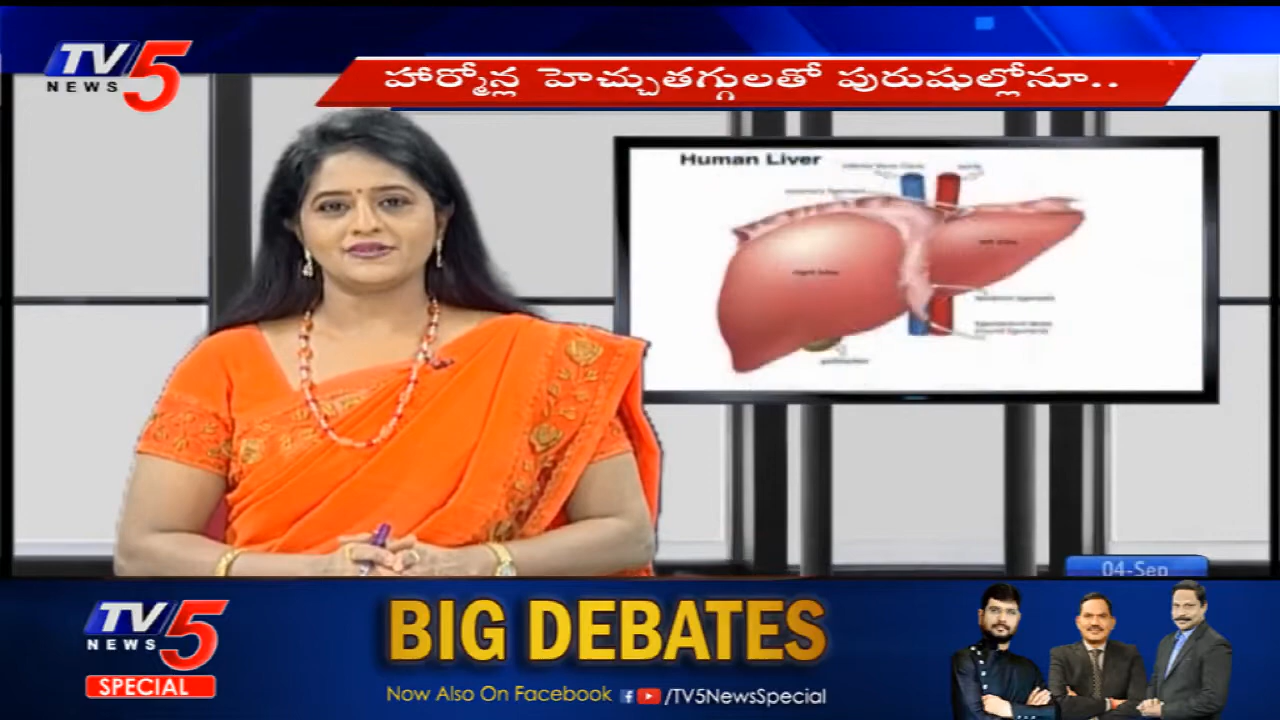 TV5
NEWS
హార్మోన్ల హెచ్చుతగ్గులతో పురుషుల్లోనూ..
Human Liver
04-Sep
TV5
NEWS
SPECIAL
BIG DEBATES
Now Also On Facebook /TV5NewsSpecial